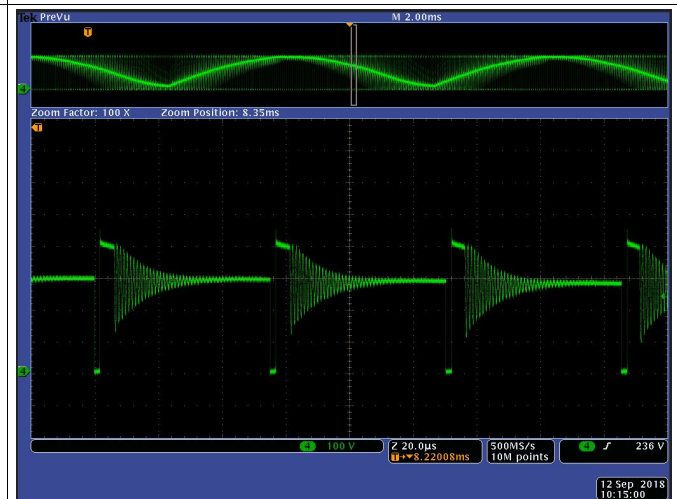 Tek PreVu M 2.00ms
T
4
Zoom Factor: 100 X Zoom Position: 8.35ms
T
4
4 100 V Z 20.0µs 500MS/s 4 236 V
T→▼8.22008ms 10M points
12 Sep 2018
10:15:00